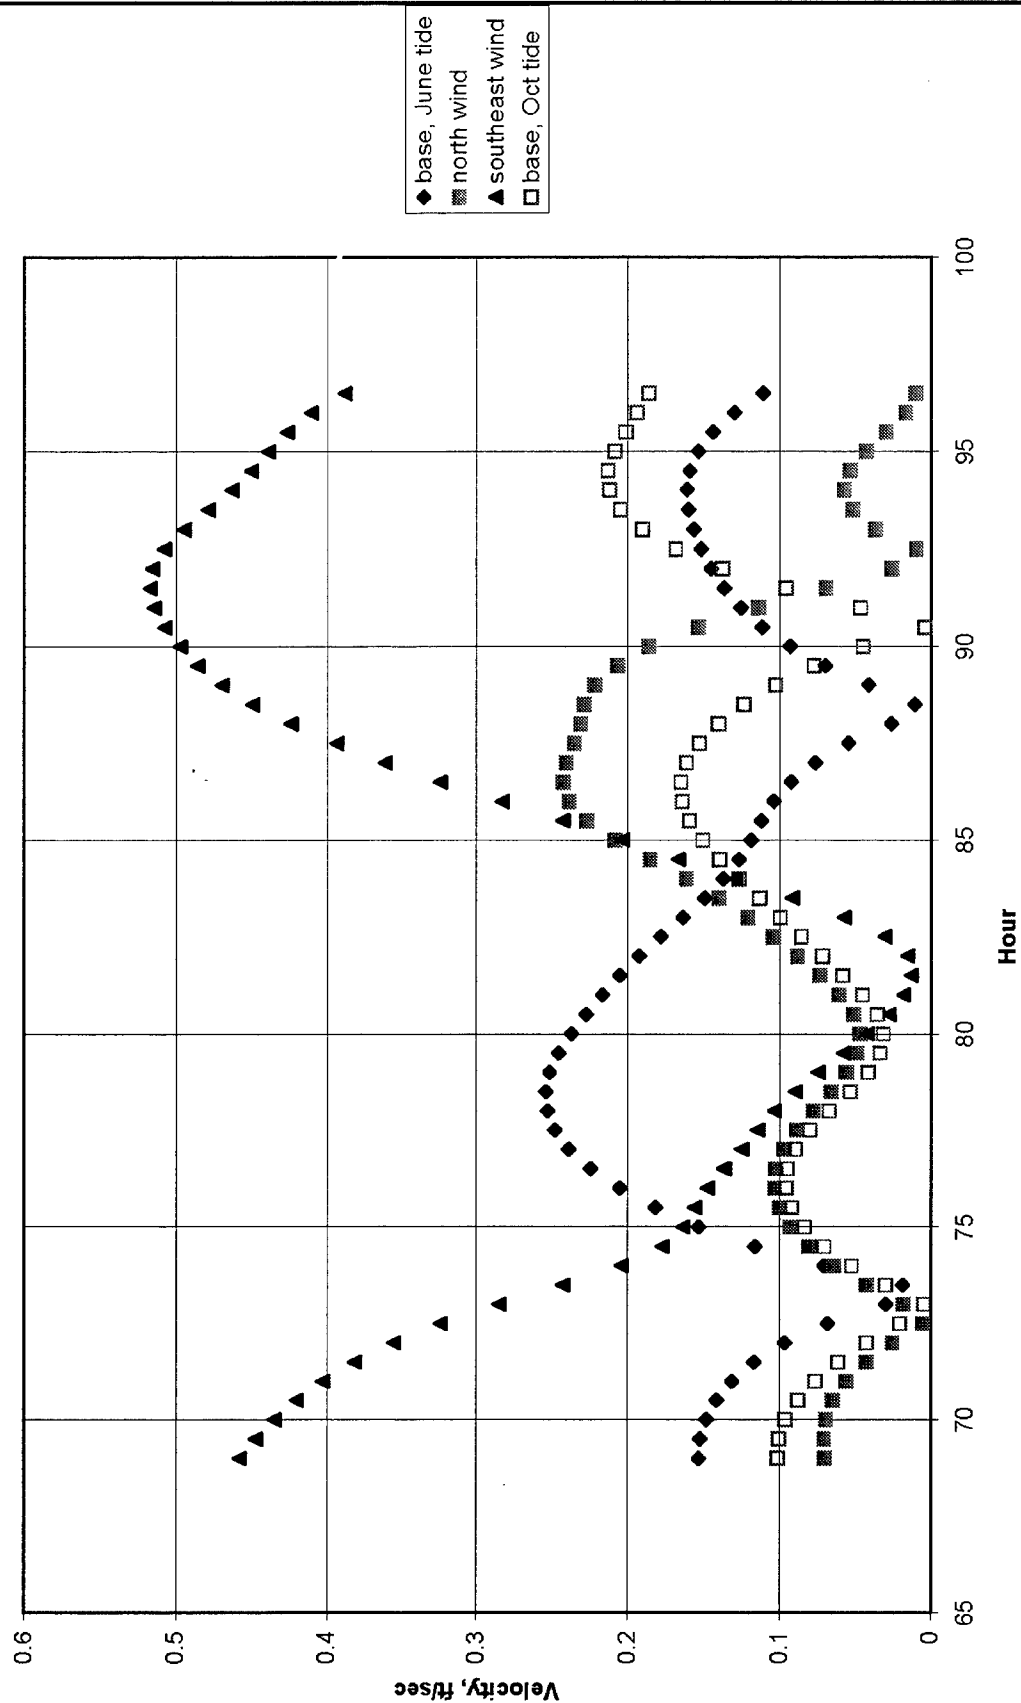 base, June tide
north wind
southeast wind
base, Oct tide
0.6
0.5
0.4
0.3
0.2
0.1
0
Velocity, ft/sec
65
70
75
80
85
90
95
100
Hour